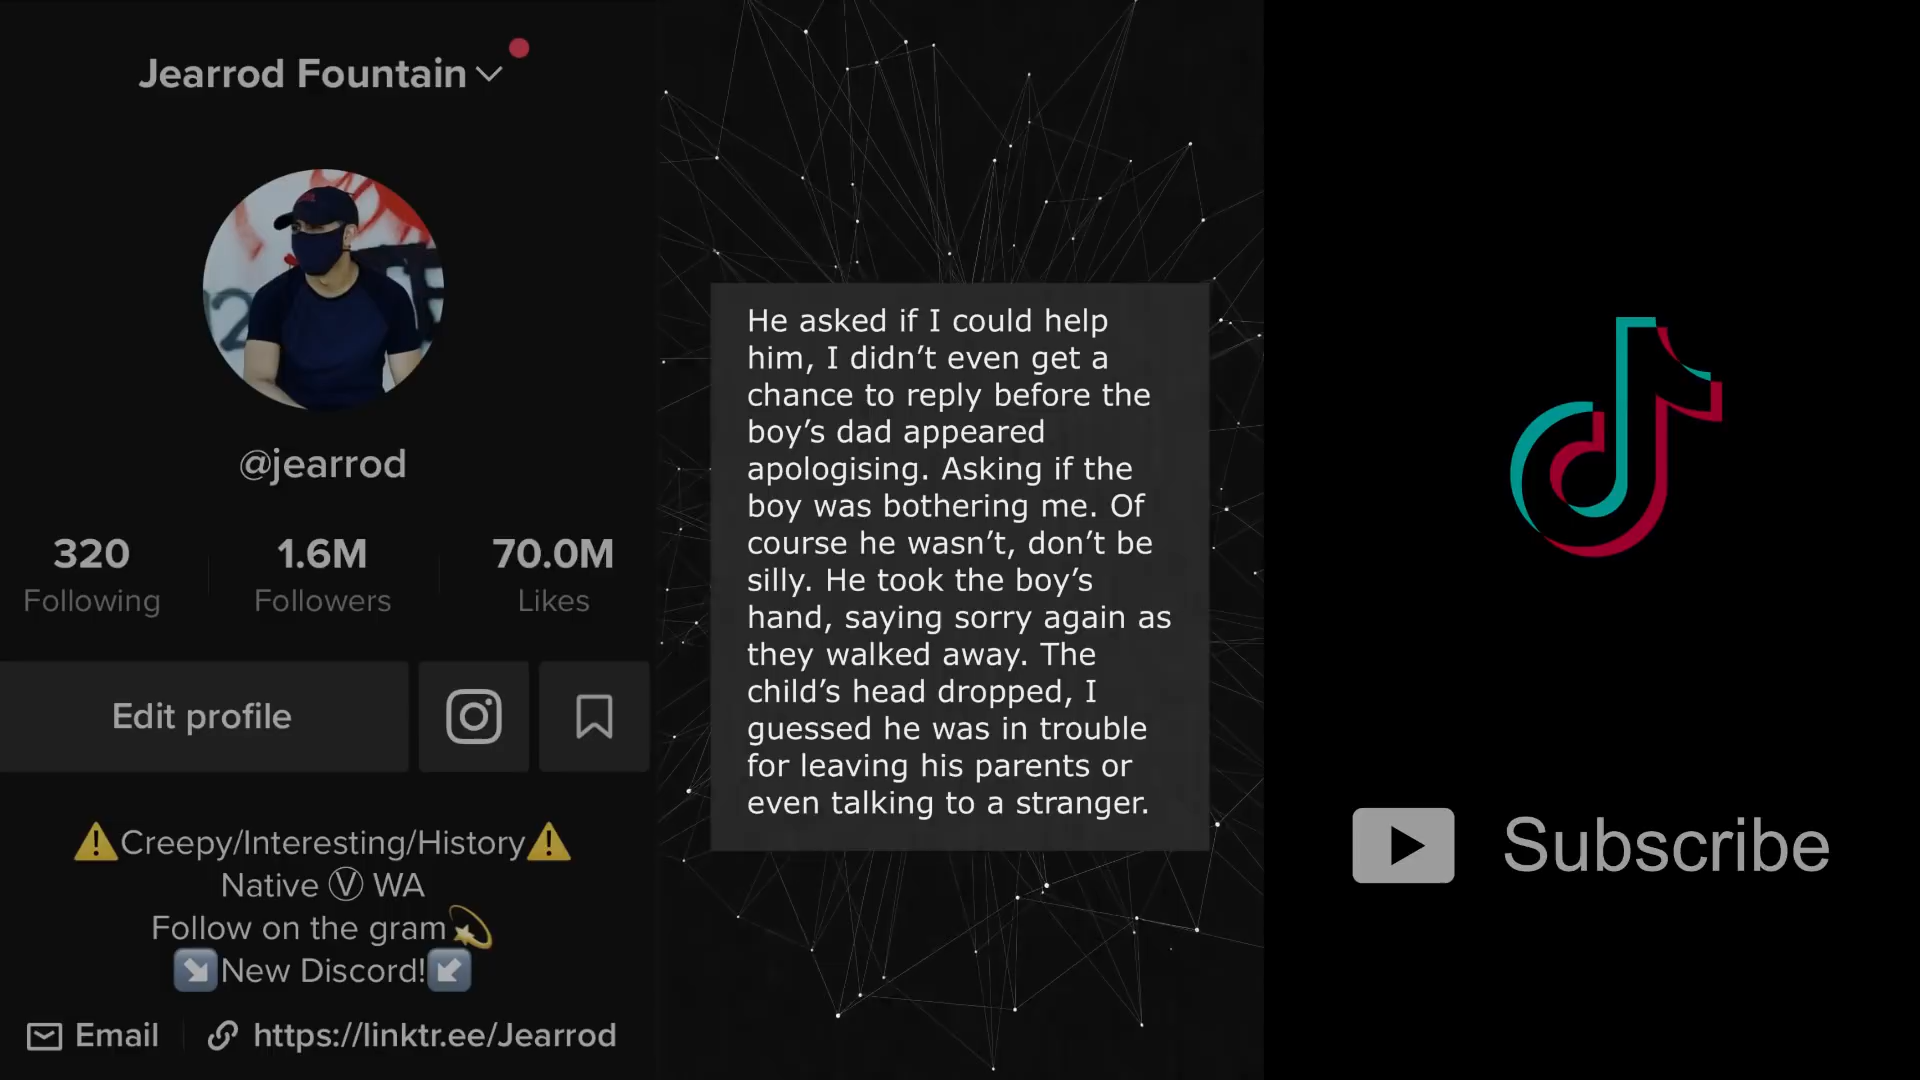 Jearrod Fountain
@jearrod
320
Following
1.6M
Followers
70.0M
Likes
Edit profile
⚠️Creepy/Interesting/History⚠️
Native Ⓥ WA
Follow on the gram💫
↘️New Discord!↙️
Email
https://linktr.ee/Jearrod
He asked if I could help
him, I didn’t even get a
chance to reply before the
boy’s dad appeared
apologising. Asking if the
boy was bothering me. Of
course he wasn’t, don’t be
silly. He took the boy’s
hand, saying sorry again as
they walked away. The
child’s head dropped, I
guessed he was in trouble
for leaving his parents or
even talking to a stranger.
Subscribe